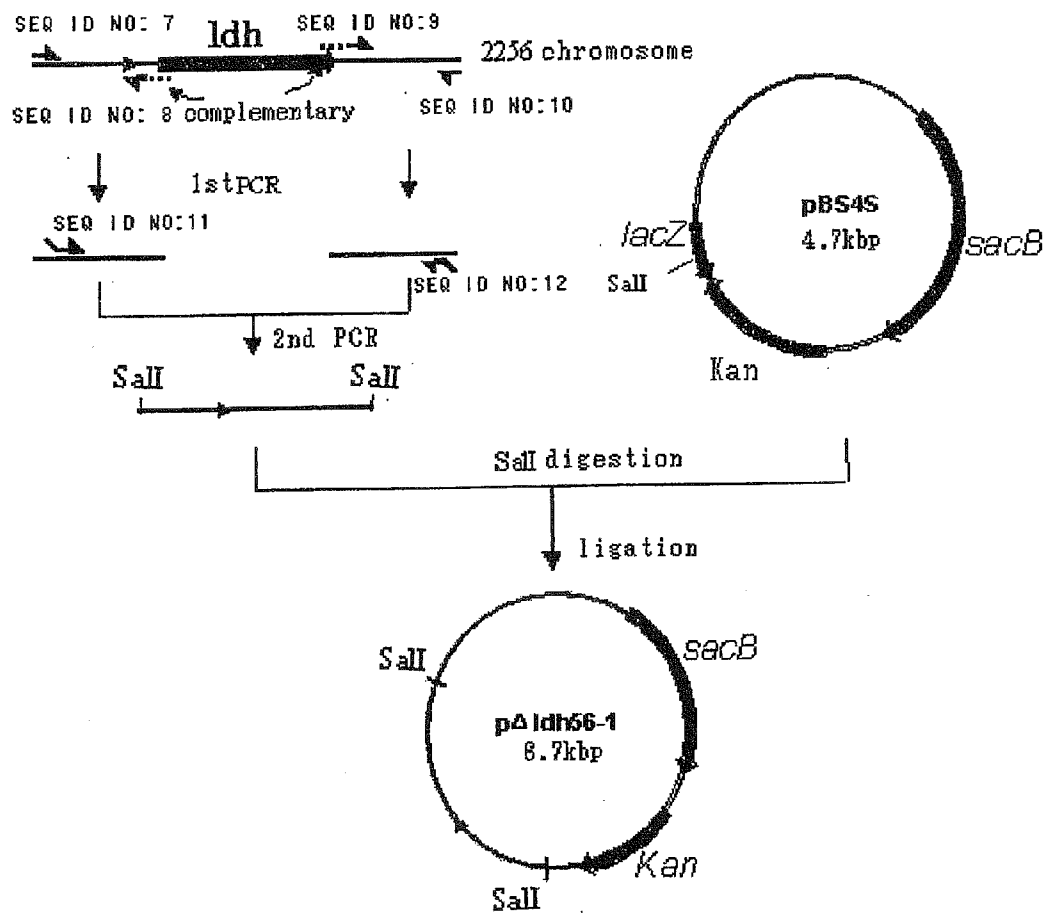 SEQ ID NO: 7
ldh
SEQ ID NO: 9
2256 chromosome
SEQ ID NO: 8 complementary
SEQ ID NO:10
1stPCR
SEQ ID NO:11
SEQ ID NO:12
2nd PCR
SalI
SalI
pBS4S
4.7kbp
lacZ
SalI
sacB
Kan
SalI digestion
ligation
SalI
sacB
pΔldh56-1
6.7kbp
Kan
SalI